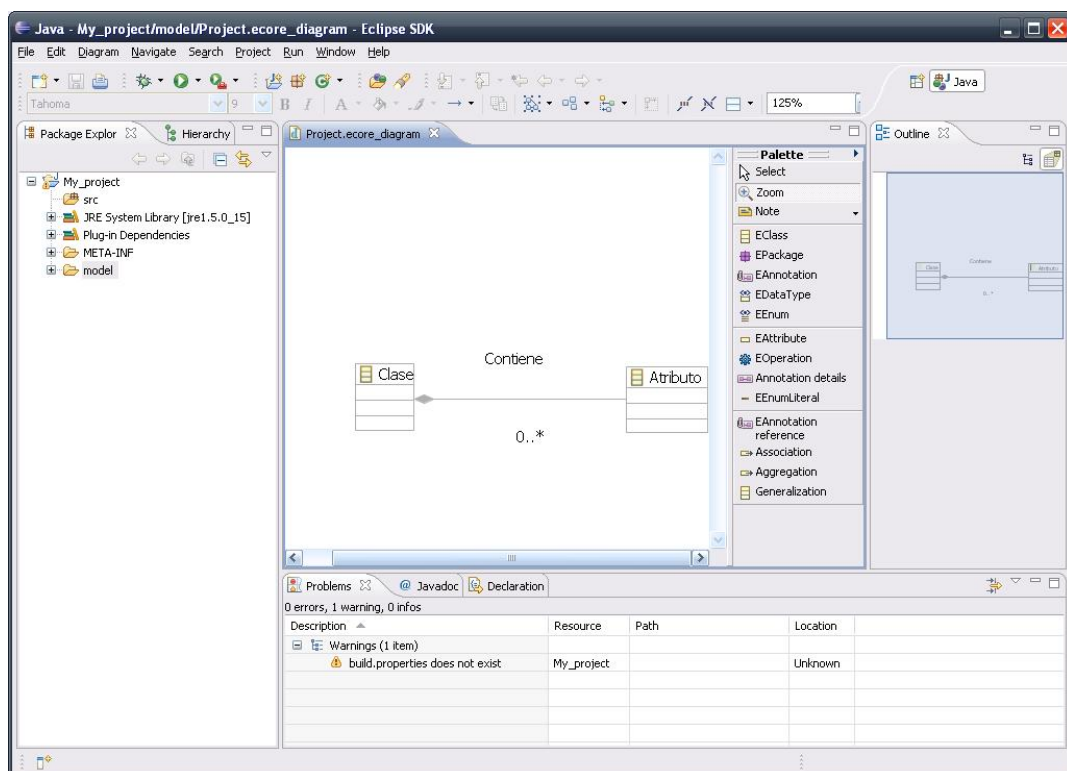 Java - My_project/model/Project.ecore_diagram - Eclipse SDK
File Edit Diagram Navigate Search Project Run Window Help
Java
Tahoma 9 B I A 125%
Package Explor Hierarchy
My_project
src
JRE System Library [jre1.5.0_15]
Plug-in Dependencies
META-INF
model
Project.ecore_diagram
Contiene
Clase
Atributo
0..*
Palette
Select
Zoom
Note
EClass
EPackage
EAnnotation
EDataType
EEnum
EAttribute
EOperation
Annotation details
EEnumLiteral
EAnnotation
reference
Association
Aggregation
Generalization
Outline
Contiene
Clase
Atributo
0..*
Problems @ Javadoc Declaration
0 errors, 1 warning, 0 infos
Description Resource Path Location
Warnings (1 item)
build.properties does not exist My_project Unknown